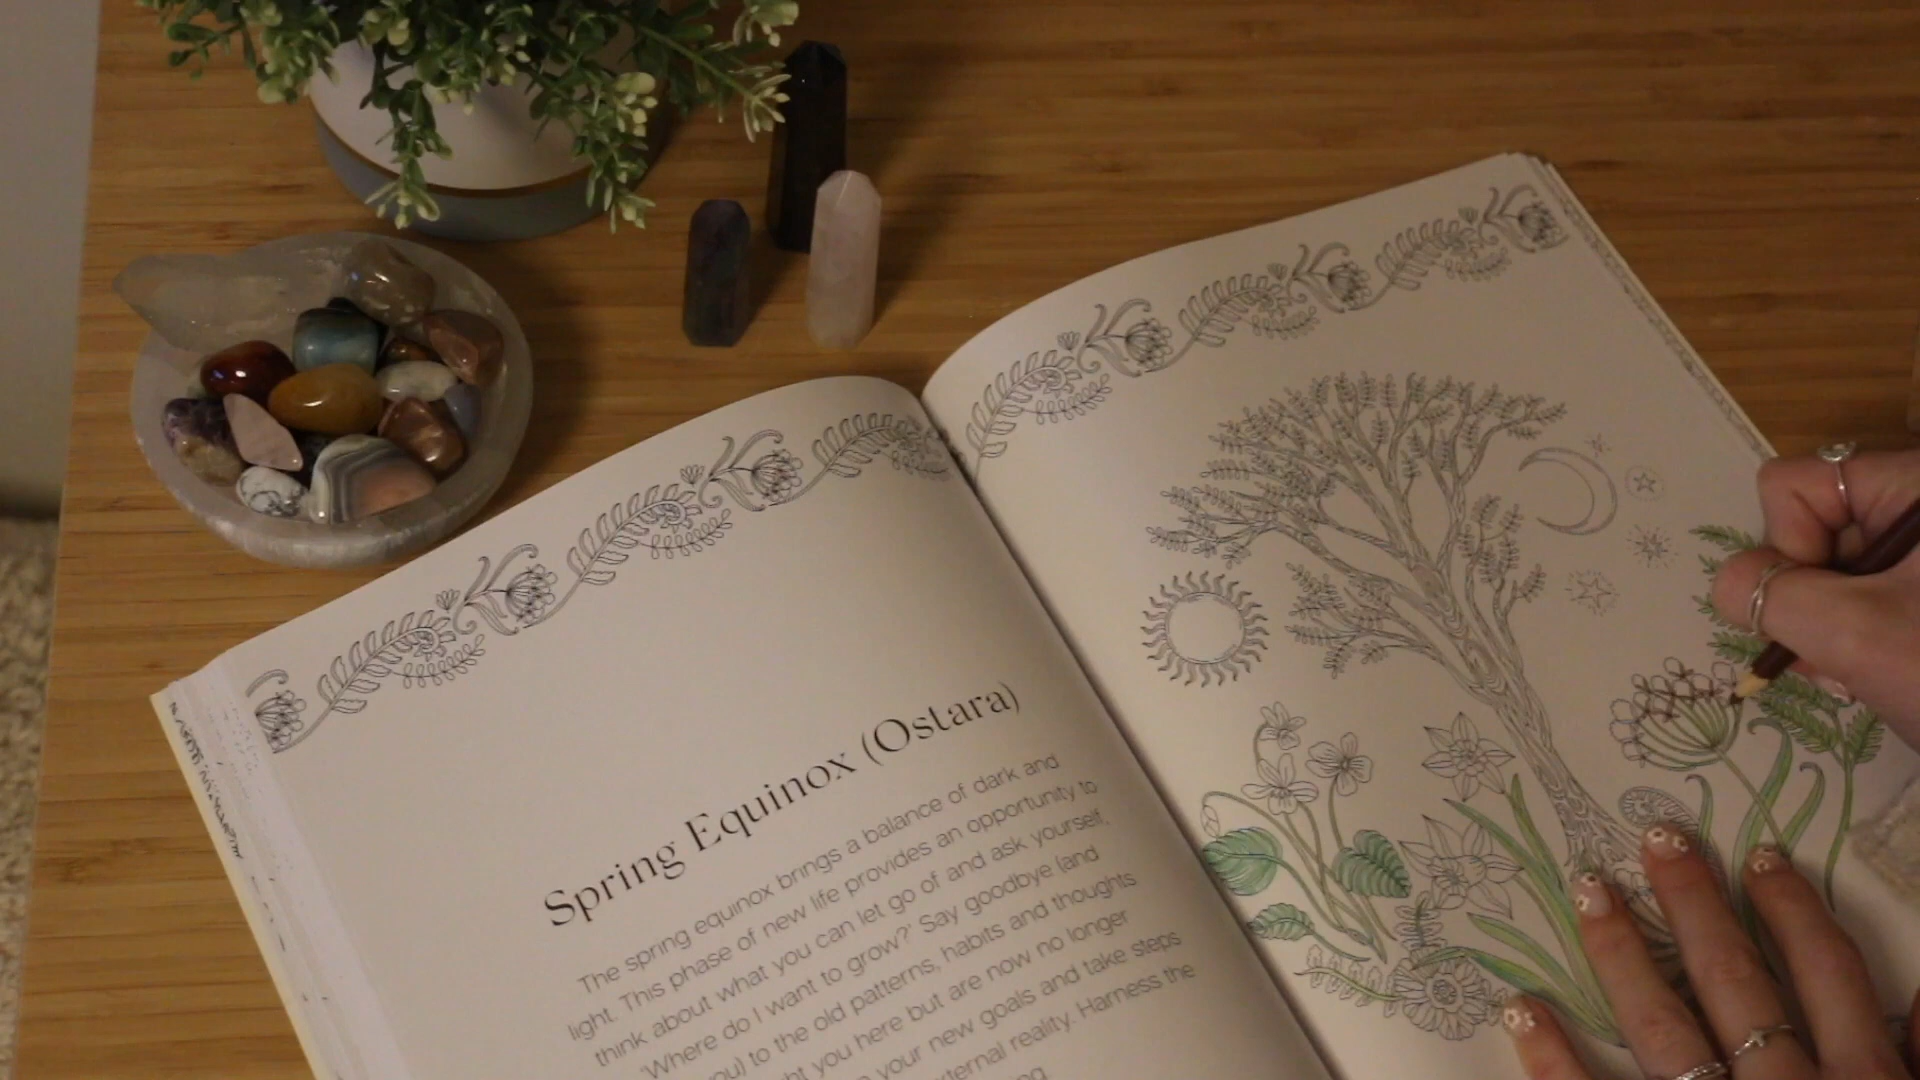 Spring Equinox (Ostara)
The spring equinox brings a balance of dark and
light. This phase of new life provides an opportunity to
think about what you can let go of and ask yourself,
'Where do I want to grow?' Say goodbye (and
you) to the old patterns, habits and thoughts
ht you here but are now no longer
your new goals and take steps
xternal reality. Harness the